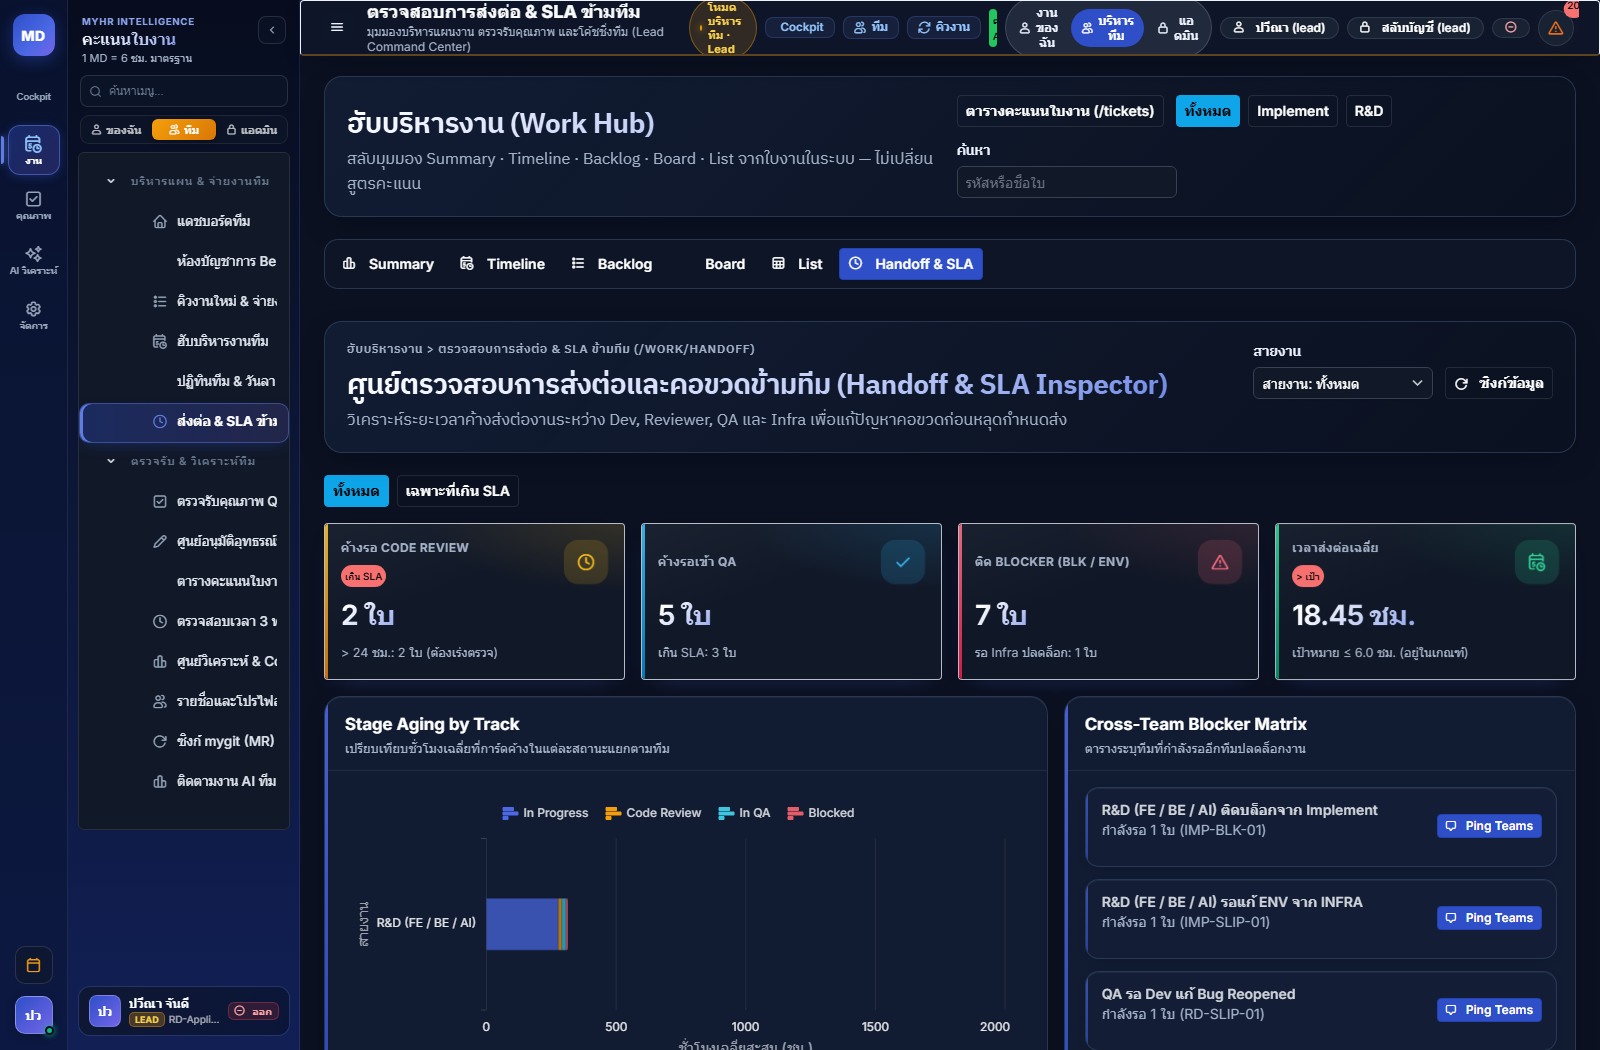 MD
Cockpit
งาน
คุณภาพ
AI วิเคราะห์
จัดการ
ปว
MYHR INTELLIGENCE
คะแนนใบงาน
1 MD = 6 ชม. มาตรฐาน
ค้นหาเมนู...
ของฉัน
ทีม
แอดมิน
บริหารแผน & จ่ายงานทีม
แดชบอร์ดทีม
ห้องบัญชาการ Be
คิวงานใหม่ & จ่าย
ฮับบริหารงานทีม
ปฏิทินทีม & วันลา
ส่งต่อ & SLA ข้าม
ตรวจรับ & วิเคราะห์ทีม
ตรวจรับคุณภาพ Q
ศูนย์อนุมัติอุทธรณ์
ตารางคะแนนใบงา
ตรวจสอบเวลา 3 ท
ศูนย์วิเคราะห์ & Co
รายชื่อและโปรไฟล
ซิงก์ mygit (MR)
ติดตามงาน AI ทีม
ปว
ปวีณา จันดี
LEAD RD-Appli...
ออก
ตรวจสอบการส่งต่อ & SLA ข้ามทีม
มุมมองบริหารแผนงาน ตรวจรับคุณภาพ และโค้ชชิ่งทีม (Lead Command Center)
โหมด
บริหาร
ทีม ·
Lead
Cockpit
ทีม
คิวงาน
งาน
ของ
ฉัน
บริหาร
ทีม
แอ
ดมิน
ปวีณา (lead)
สลับบัญชี (lead)
20
ฮับบริหารงาน (Work Hub)
สลับมุมมอง Summary · Timeline · Backlog · Board · List จากใบงานในระบบ — ไม่เปลี่ยน
สูตรคะแนน
ตารางคะแนนใบงาน (/tickets)
ทั้งหมด
Implement
R&D
ค้นหา
รหัสหรือชื่อใบ
Summary
Timeline
Backlog
Board
List
Handoff & SLA
ฮับบริหารงาน > ตรวจสอบการส่งต่อ & SLA ข้ามทีม (/WORK/HANDOFF)
ศูนย์ตรวจสอบการส่งต่อและคอขวดข้ามทีม (Handoff & SLA Inspector)
วิเคราะห์ระยะเวลาค้างส่งต่องานระหว่าง Dev, Reviewer, QA และ Infra เพื่อแก้ปัญหาคอขวดก่อนหลุดกำหนดส่ง
สายงาน
สายงาน: ทั้งหมด
ซิงก์ข้อมูล
ทั้งหมด
เฉพาะที่เกิน SLA
ค้างรอ CODE REVIEW
เกิน SLA
2 ใบ
> 24 ชม.: 2 ใบ (ต้องเร่งตรวจ)
ค้างรอเข้า QA
5 ใบ
เกิน SLA: 3 ใบ
ติด BLOCKER (BLK / ENV)
7 ใบ
รอ Infra ปลดล็อก: 1 ใบ
เวลาส่งต่อเฉลี่ย
> เป้า
18.45 ชม.
เป้าหมาย ≤ 6.0 ชม. (อยู่ในเกณฑ์)
Stage Aging by Track
เปรียบเทียบชั่วโมงเฉลี่ยที่การ์ดค้างในแต่ละสถานะแยกตามทีม
In Progress
Code Review
In QA
Blocked
สายงาน
R&D (FE / BE / AI)
0
500
1000
1500
2000
ชั่วโมงเฉลี่ยสะสม (ชม.)
Cross-Team Blocker Matrix
ตารางระบุทีมที่กำลังรออีกทีมปลดล็อกงาน
R&D (FE / BE / AI) ติดบล็อกจาก Implement
กำลังรอ 1 ใบ (IMP-BLK-01)
Ping Teams
R&D (FE / BE / AI) รอแก้ ENV จาก INFRA
กำลังรอ 1 ใบ (IMP-SLIP-01)
Ping Teams
QA รอ Dev แก้ Bug Reopened
กำลังรอ 1 ใบ (RD-SLIP-01)
Ping Teams